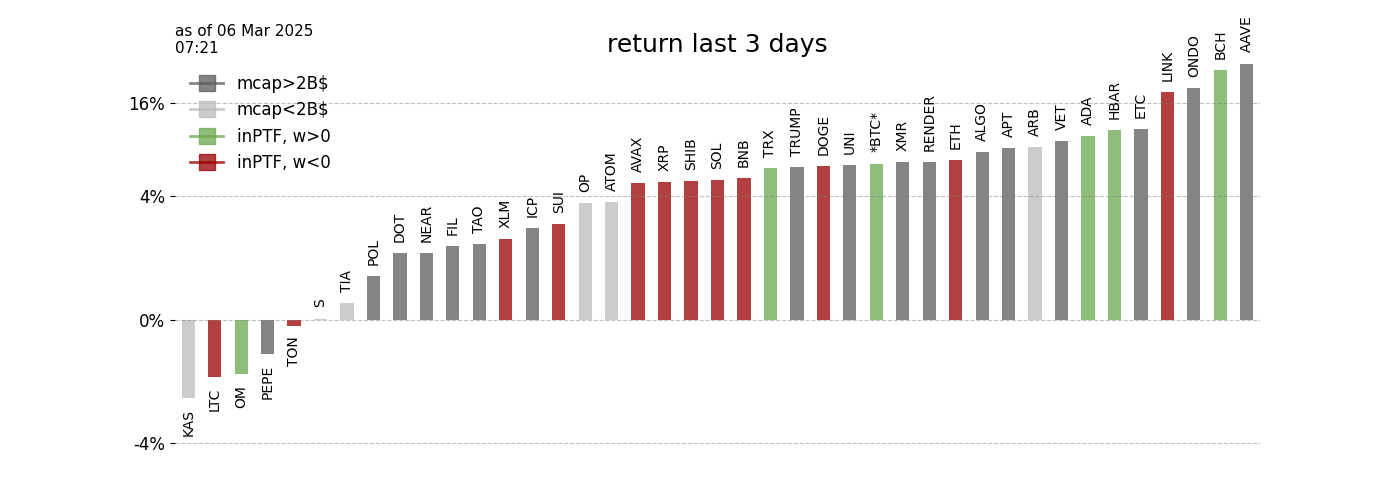 as of 06 Mar 2025
07:21
return last 3 days
mcap>2B$
mcap<2B$
inPTF, w>0
inPTF, w<0
16%
4%
0%
-4%
KAS
LTC
OM
PEPE
TON
S
TIA
POL
DOT
NEAR
FIL
TAO
XLM
ICP
SUI
OP
ATOM
AVAX
XRP
SHIB
SOL
BNB
TRX
TRUMP
DOGE
UNI
*BTC*
XMR
RENDER
ETH
ALGO
APT
ARB
VET
ADA
HBAR
ETC
LINK
ONDO
BCH
AAVE